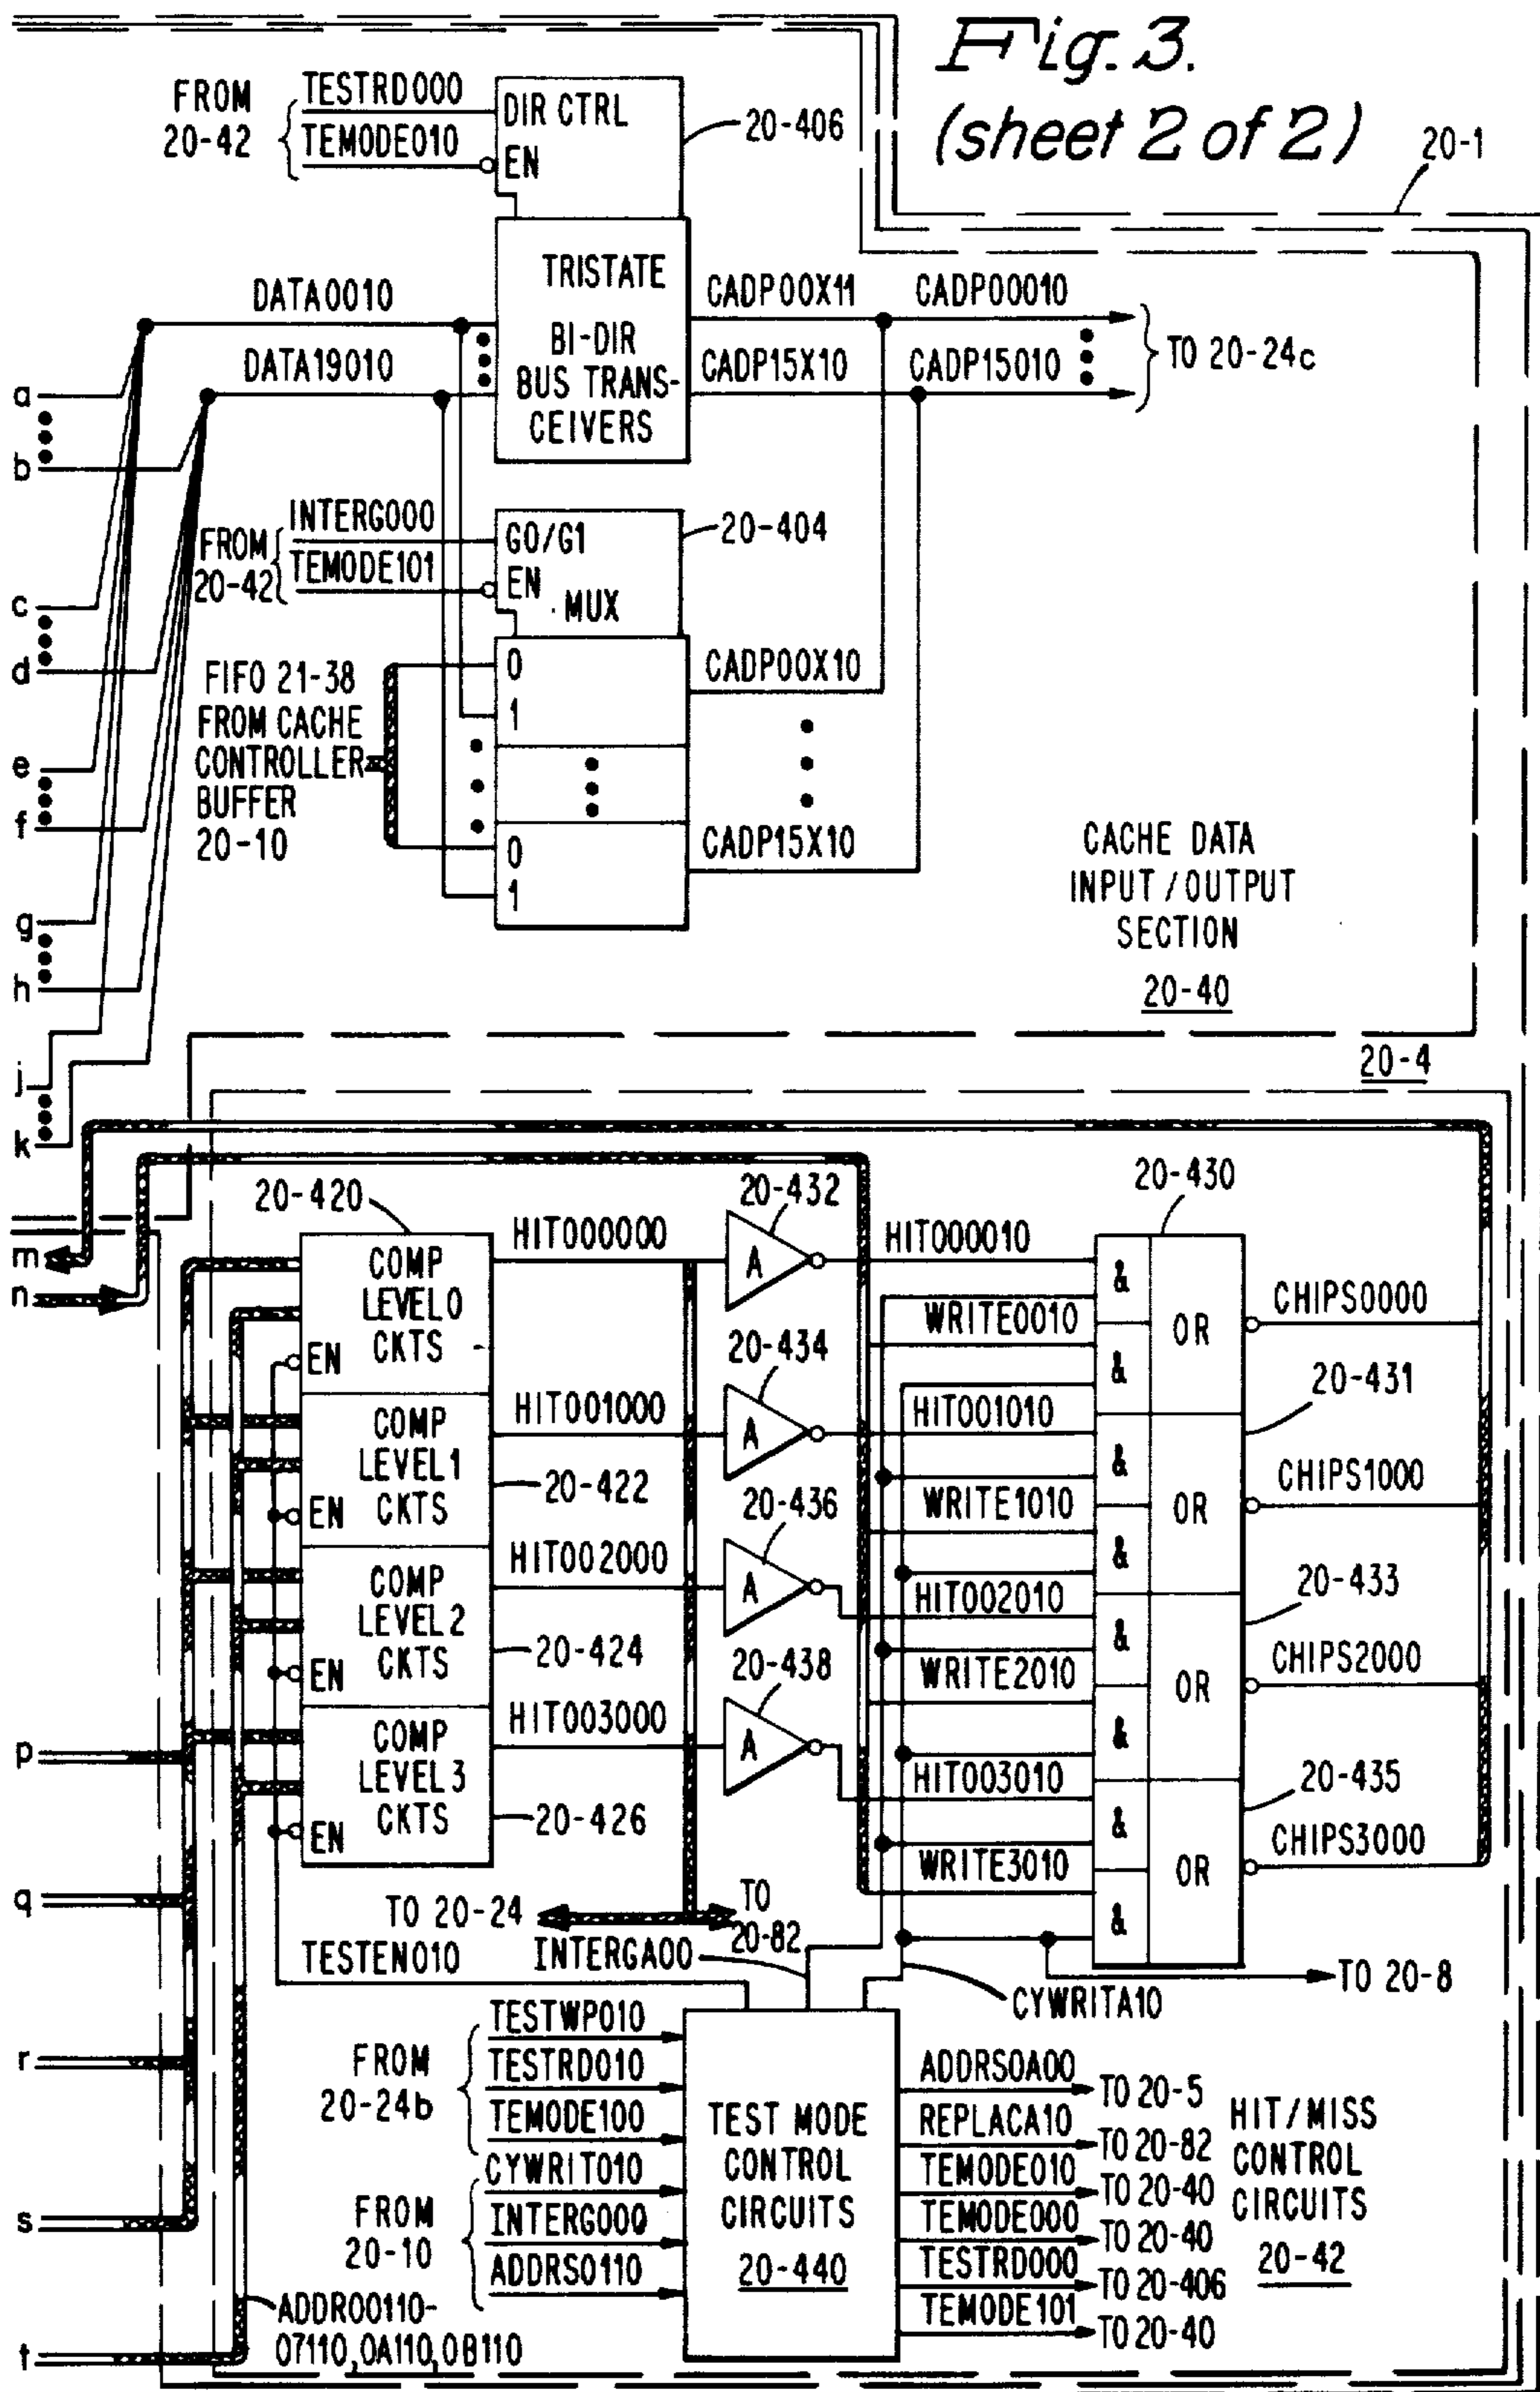 Fig. 3.
(sheet 2 of 2)
20-1
FROM
20-42
TESTRD000
TEMODE010
DIR CTRL
EN
20-406
TRISTATE
BI-DIR
BUS TRANS-
CEIVERS
DATA0010
DATA19010
CADP00X11
CADP00010
CADP15X10
CADP15010
TO 20-24c
a
b
c
d
e
f
g
h
j
k
INTERG000
FROM
20-42
TEMODE101
G0/G1
EN
MUX
20-404
FIFO 21-38
FROM CACHE
CONTROLLER
BUFFER
20-10
0
1
0
1
CADP00X10
CADP15X10
CACHE DATA
INPUT/OUTPUT
SECTION
20-40
20-4
m
n
20-420
COMP
LEVEL0
CKTS
EN
COMP
LEVEL1
CKTS
EN
20-422
COMP
LEVEL2
CKTS
EN
20-424
COMP
LEVEL3
CKTS
EN
20-426
HIT000000
HIT001000
HIT002000
HIT003000
20-432
A
20-434
A
20-436
A
20-438
A
20-430
HIT000010
WRITE0010
HIT001010
WRITE1010
HIT002010
WRITE2010
HIT003010
WRITE3010
&
&
OR
&
&
OR
&
&
OR
&
&
OR
20-431
20-433
20-435
CHIPS0000
CHIPS1000
CHIPS2000
CHIPS3000
p
q
r
s
t
TO 20-24
TO
20-82
TESTEN010
INTERGA00
CYWRITA10
TO 20-8
FROM
20-24b
TESTWP010
TESTRD010
TEMODE100
FROM
20-10
CYWRIT010
INTERG000
ADDRS0110
TEST MODE
CONTROL
CIRCUITS
20-440
ADDRS0A00
TO 20-5
REPLACA10
TO 20-82
TEMODE010
TO 20-40
TEMODE000
TO 20-40
TESTRD000
TO 20-406
TEMODE101
TO 20-40
HIT/MISS
CONTROL
CIRCUITS
20-42
ADDR00110-
07110,0A110,0B110